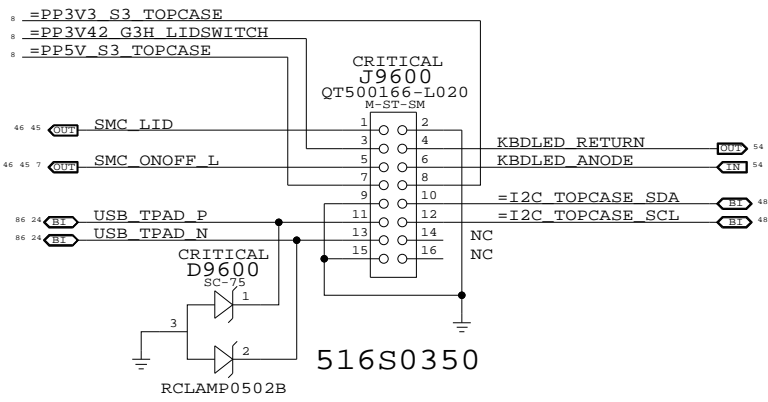 8 =PP3V3_S3_TOPCASE
8 =PP3V42_G3H_LIDSWITCH
8 =PP5V_S3_TOPCASE
CRITICAL
J9600
QT500166-L020
M-ST-SM
46 45 OUT SMC_LID 1 2
3 4 KBDLED_RETURN OUT 54
46 45 7 OUT SMC_ONOFF_L 5 6 KBDLED_ANODE IN 54
7 8
9 10 =I2C_TOPCASE_SDA BI 48
86 24 BI USB_TPAD_P 11 12 =I2C_TOPCASE_SCL BI 48
86 24 BI USB_TPAD_N 13 14 NC
15 16 NC
CRITICAL
D9600
SC-75
1
3
2
516S0350
RCLAMP0502B